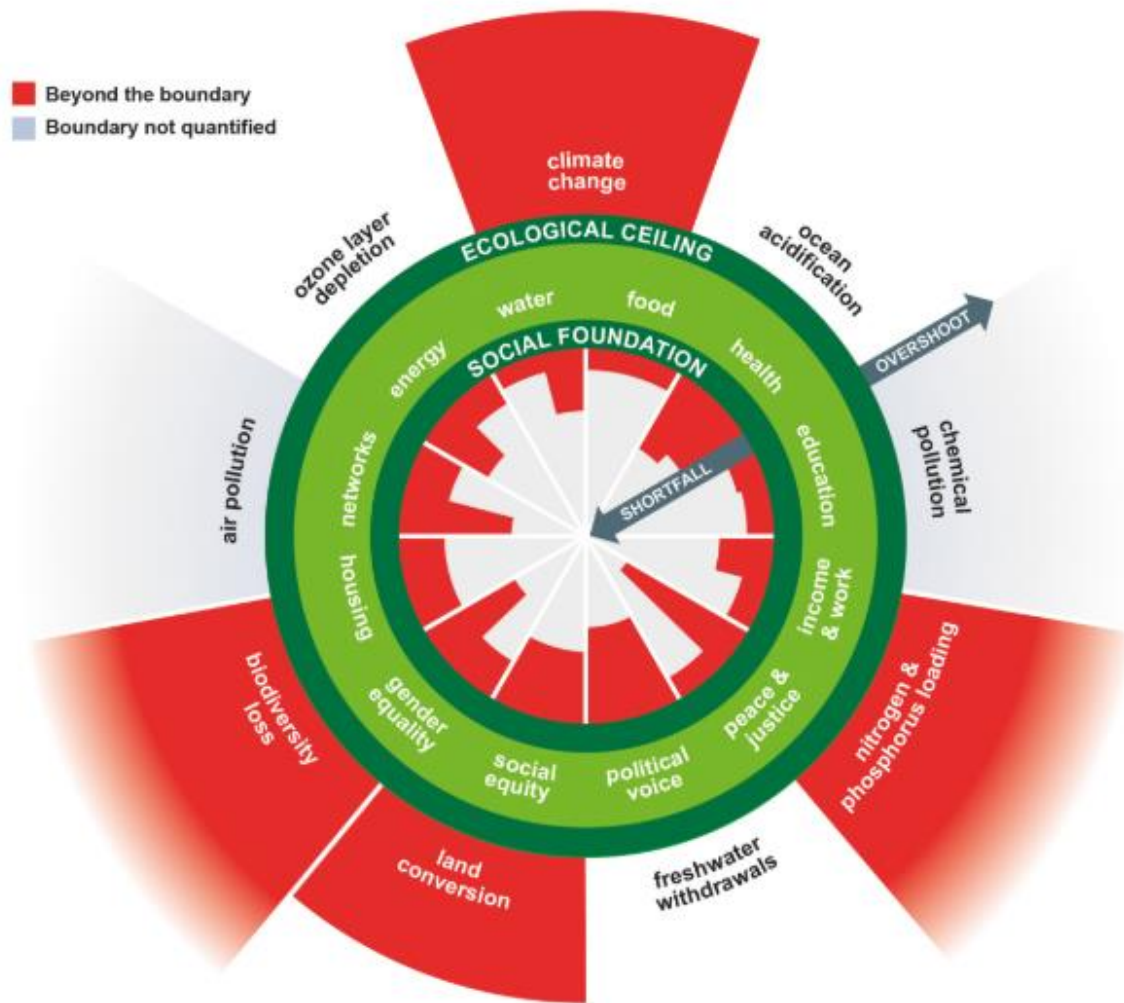 Beyond the boundary
Boundary not quantified
climate
change
ozone layer
depletion
ocean
acidification
ECOLOGICAL CEILING
OVERSHOOT
water
food
energy
health
SOCIAL FOUNDATION
networks
education
SHORTFALL
air pollution
chemical
pollution
housing
income
& work
biodiversity
loss
gender
equality
social
equity
political
voice
peace &
justice
nitrogen &
phosphorus loading
land
conversion
freshwater
withdrawals